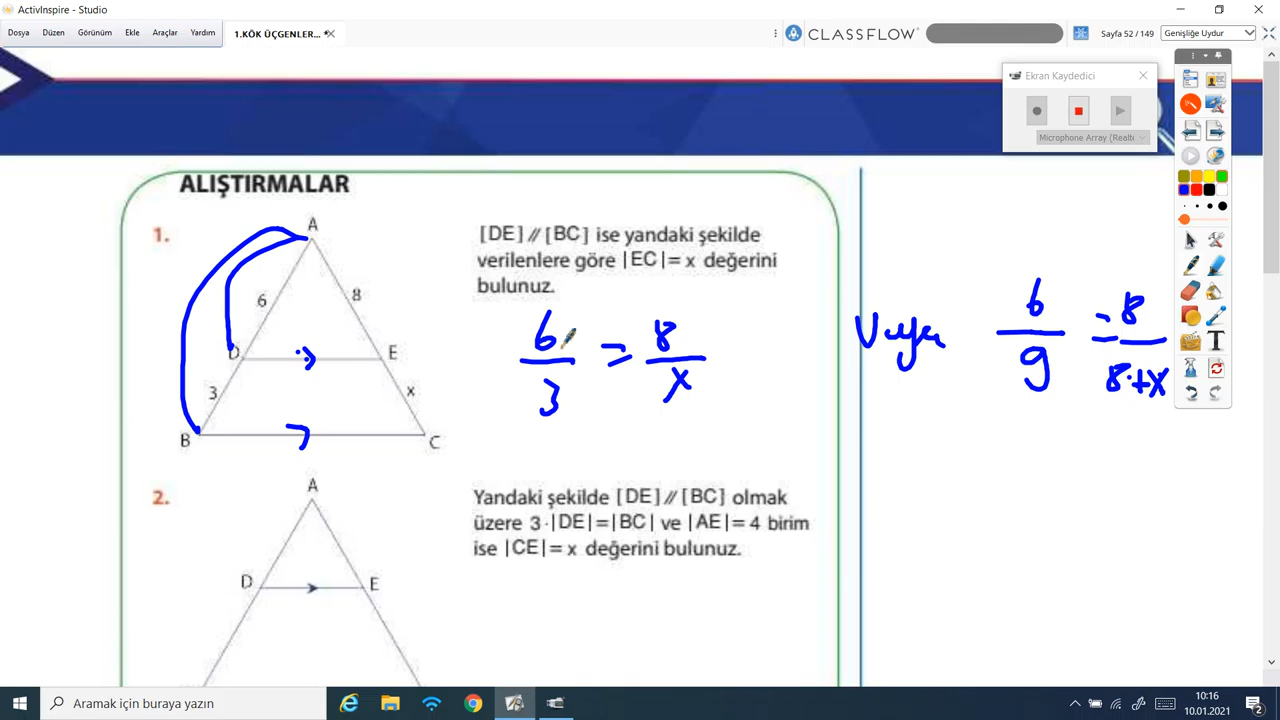 ActivInspire - Studio
Dosya Düzen Görünüm Ekle Araçlar Yardım
1.KÖK ÜÇGENLER...
CLASSFLOW
Sayfa 52 / 149
Genişliğe Uydur
Ekran Kaydedici
Microphone Array (Realte
ALIŞTIRMALAR
1.
A
6
8
D
E
3
x
B
C
[DE] // [BC] ise yandaki şekilde
verilenlere göre |EC| = x değerini
bulunuz.
6/3 = 8/x
Veya 6/9 = 8/8+x
2.
A
D
E
Yandaki şekilde [DE] // [BC] olmak
üzere 3·|DE|=|BC| ve |AE|= 4 birim
ise |CE|= x değerini bulunuz.
Aramak için buraya yazın
10:16
10.01.2021
2